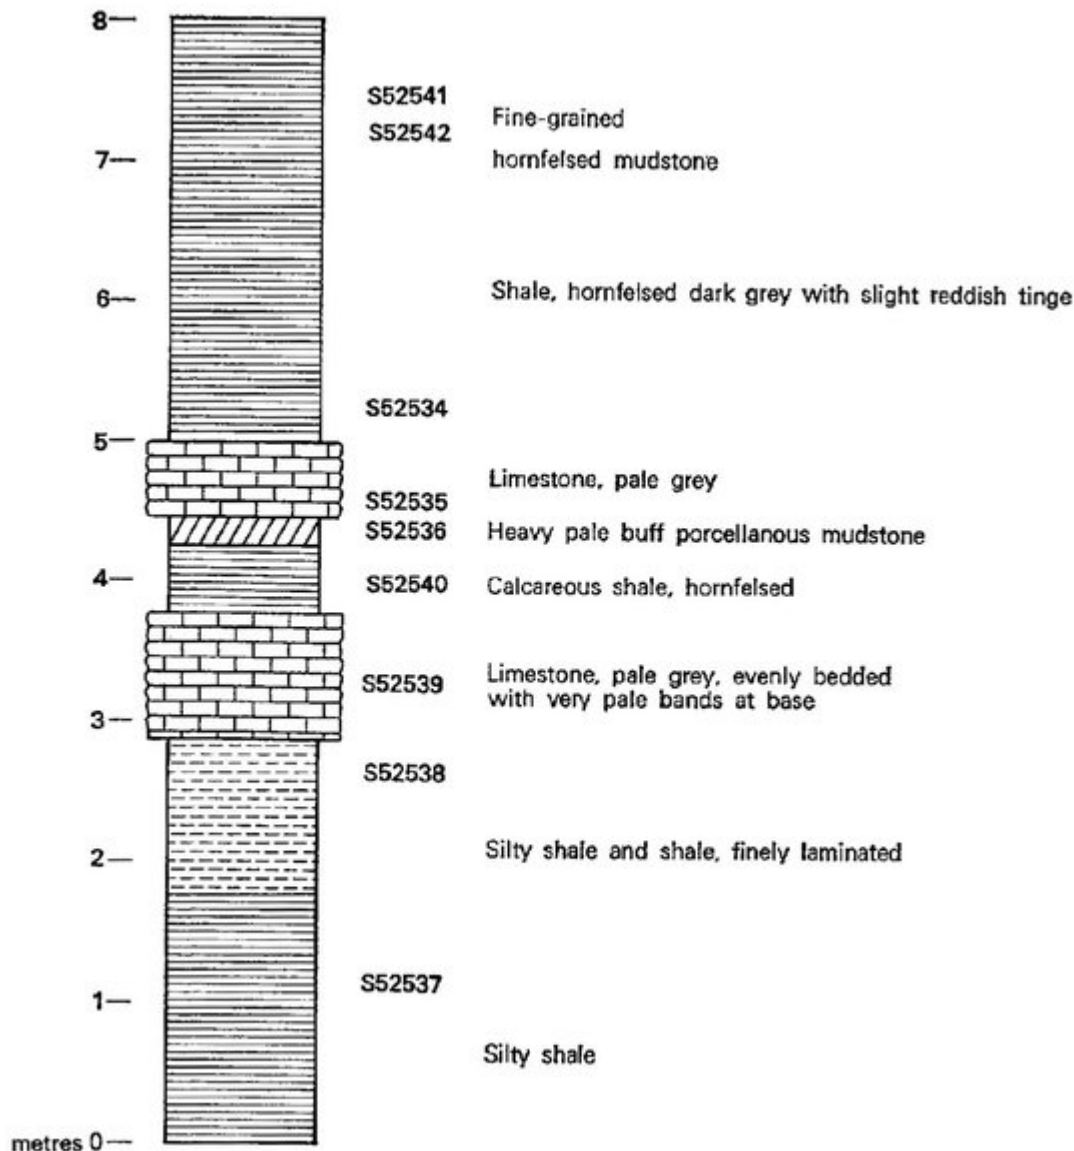 8
S52541
Fine-grained
S52542
7
hornfelsed mudstone
6
Shale, hornfelsed dark grey with slight reddish tinge
S52534
5
Limestone, pale grey
S52535
S52536
Heavy pale buff porcellanous mudstone
4
S52540
Calcareous shale, hornfelsed
Limestone, pale grey, evenly bedded
S52539
with very pale bands at base
3
S52538
2
Silty shale and shale, finely laminated
S52537
1
Silty shale
metres 0